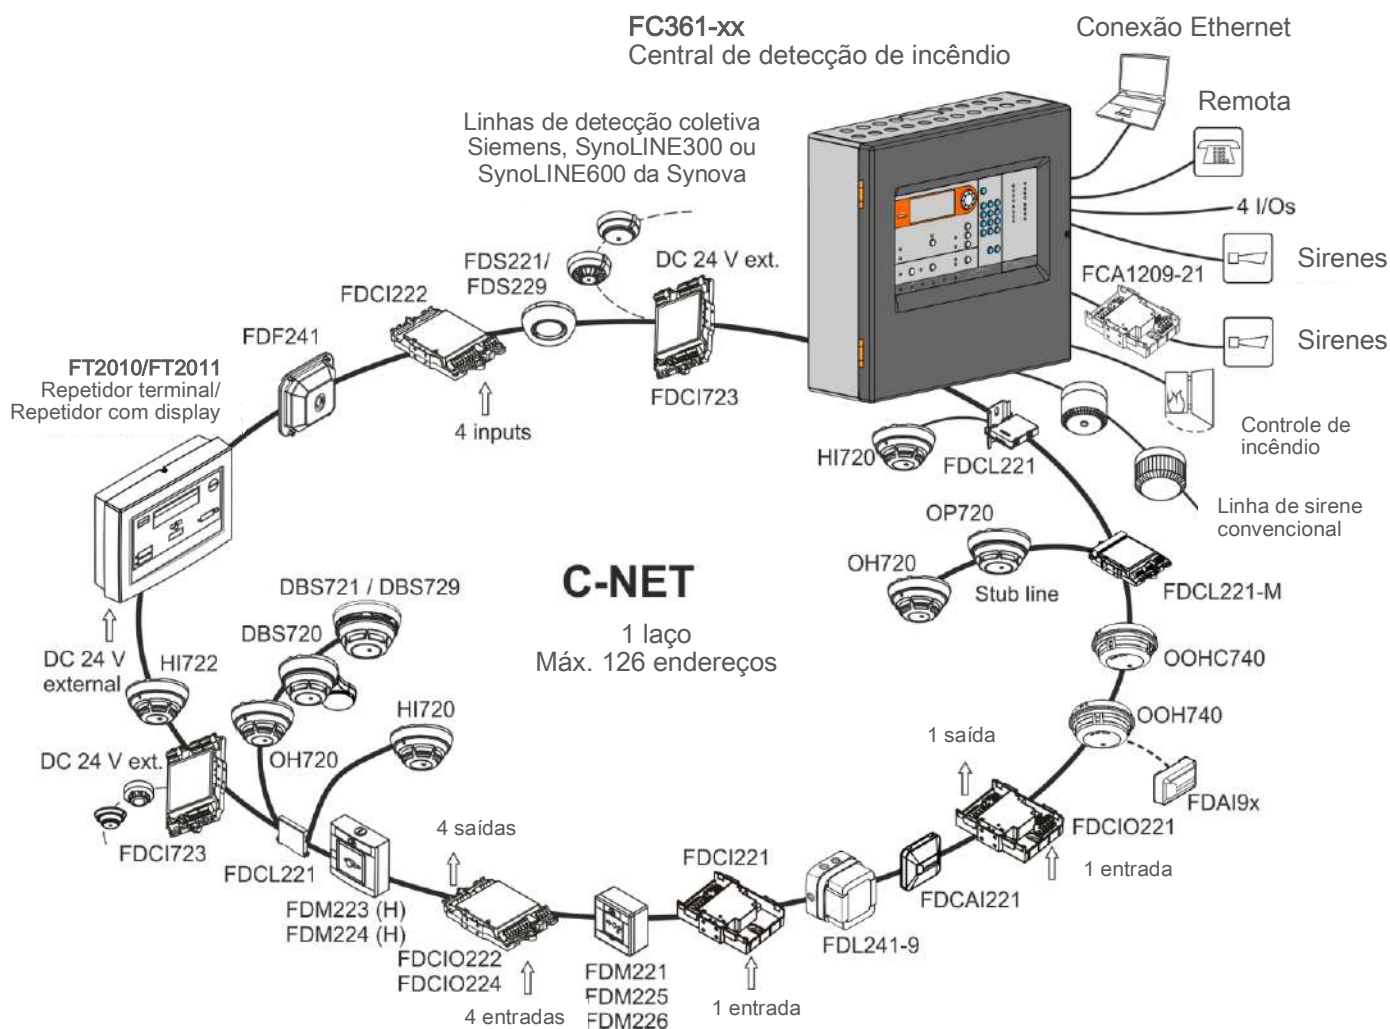 FC361-xx
Central de detecção de incêndio
Conexão Ethernet
Remota
4 I/Os
Sirenes
FCA1209-21
Sirenes
Controle de
incêndio
Linha de sirene
convencional
Linhas de detecção coletiva
Siemens, SynoLINE300 ou
SynoLINE600 da Synova
DC 24 V ext.
FDCI723
FDS221/
FDS229
FDCI222
4 inputs
FDF241
FT2010/FT2011
Repetidor terminal/
Repetidor com display
DC 24 V
external
HI722
DC 24 V ext.
FDCI723
DBS721 / DBS729
DBS720
OH720
HI720
FDCL221
FDM223 (H)
FDM224 (H)
4 saídas
FDCIO222
FDCIO224
4 entradas
FDM221
FDM225
FDM226
FDCI221
1 entrada
FDL241-9
FDCAI221
1 saída
FDCIO221
1 entrada
FDAI9x
OOH740
OOHC740
FDCL221-M
OP720
OH720
Stub line
HI720
FDCL221
C-NET
1 laço
Máx. 126 endereços